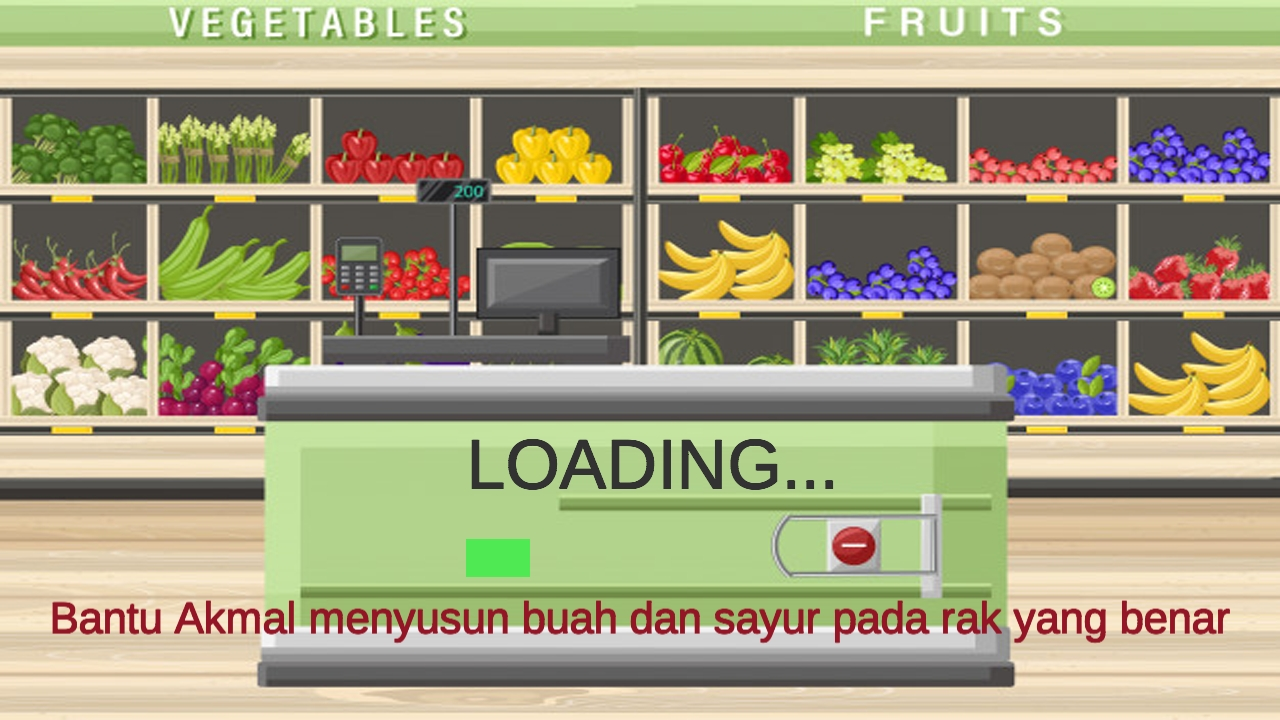 VEGETABLES
FRUITS
200
LOADING...
Bantu Akmal menyusun buah dan sayur pada rak yang benar